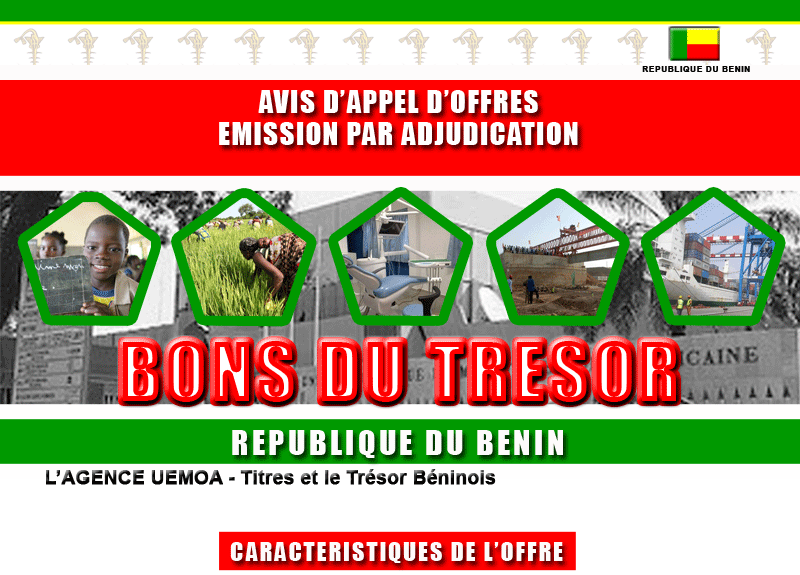 REPUBLIQUE DU BENIN
AVIS D'APPEL D'OFFRES
EMISSION PAR ADJUDICATION
BONS DU TRESOR
CAINE
REPUBLIQUE DU BENIN
L'AGENCE UEMOA - Titres et le Trésor Béninois
CARACTERISTIQUES DE L'OFFRE